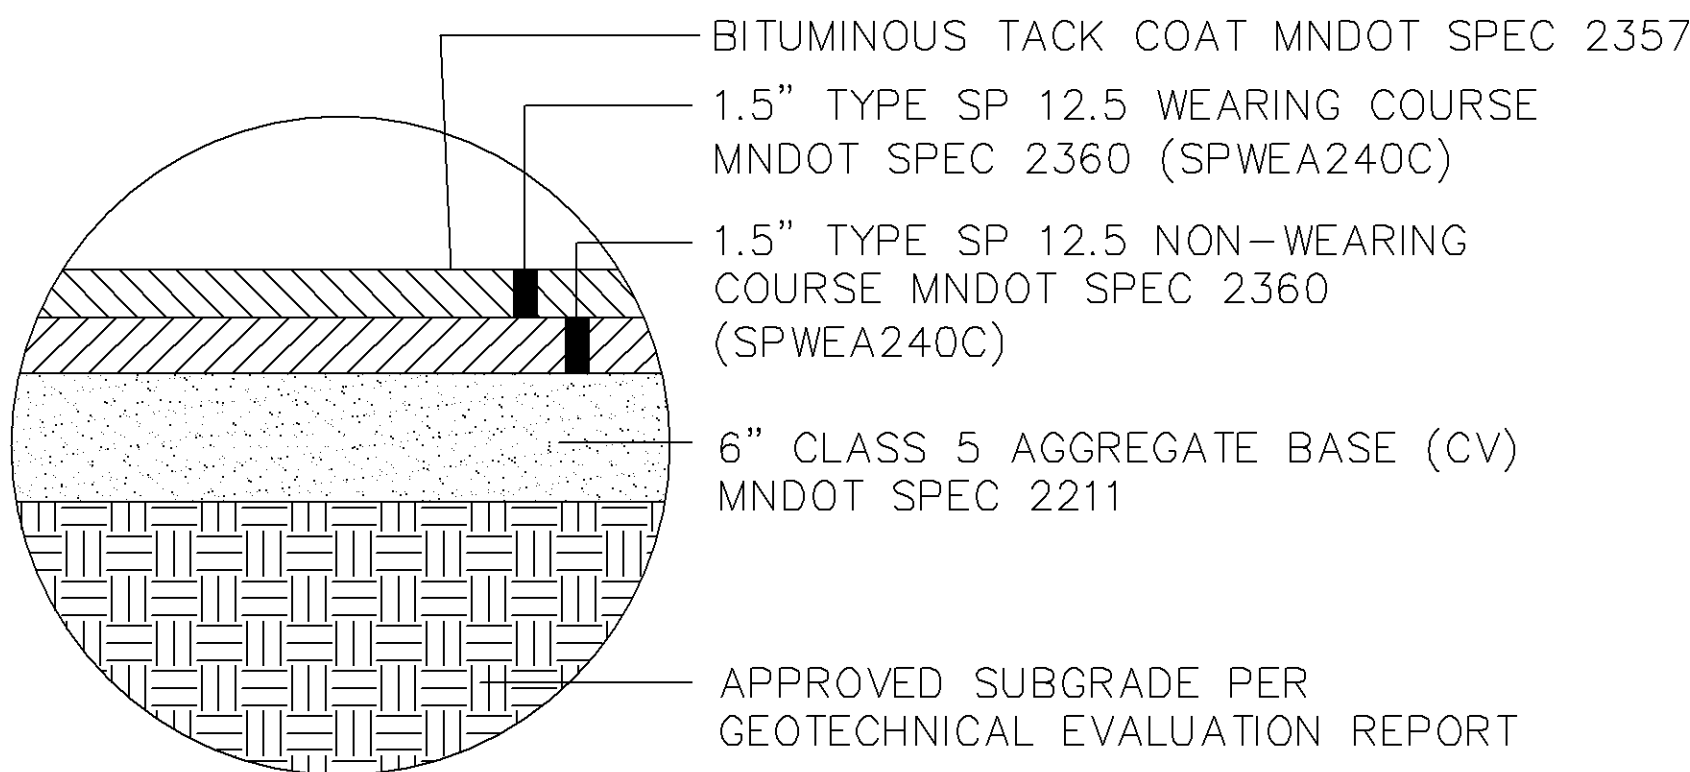 BITUMINOUS TACK COAT MNDOT SPEC 2357
1.5" TYPE SP 12.5 WEARING COURSE
MNDOT SPEC 2360 (SPWEA240C)
1.5" TYPE SP 12.5 NON-WEARING
COURSE MNDOT SPEC 2360
(SPWEA240C)
6" CLASS 5 AGGREGATE BASE (CV)
MNDOT SPEC 2211
APPROVED SUBGRADE PER
GEOTECHNICAL EVALUATION REPORT